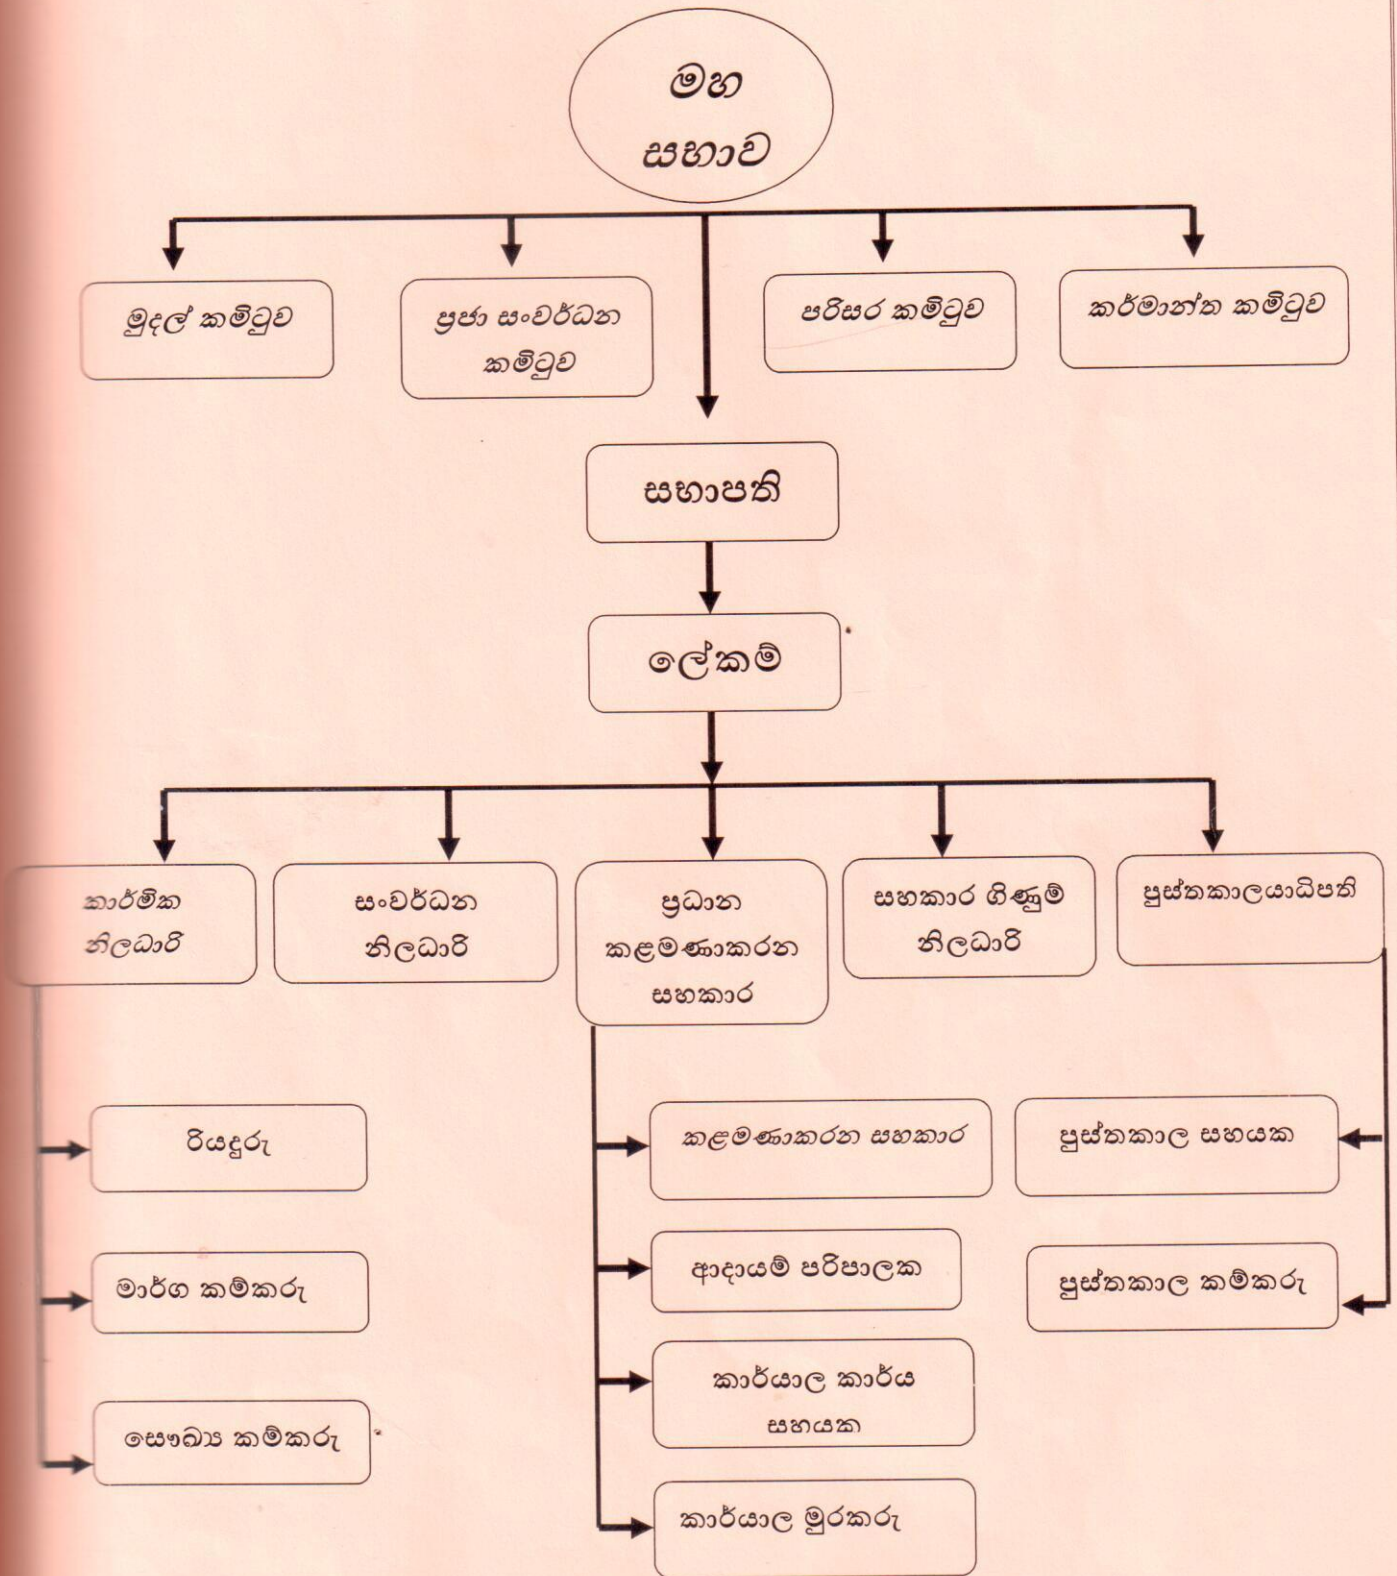 මහ
සභාව
මුදල් කමිටුව
ප්‍රජා සංවර්ධන
කමිටුව
පරිසර කමිටුව
කර්මාන්ත කමිටුව
සභාපති
ලේකම්
කාර්මික
නිලධාරි
සංවර්ධන
නිලධාරි
ප්‍රධාන
කළමණාකරන
සහකාර
සහකාර ගිණුම්
නිලධාරි
පුස්තකාලයාධිපති
රියදුරු
මාර්ග කම්කරු
සෞඛ්‍ය කම්කරු
කළමණාකරන සහකාර
ආදායම් පරිපාලක
කාර්යාල කාර්ය
සහයක
කාර්යාල මුරකරු
පුස්තකාල සහයක
පුස්තකාල කම්කරු